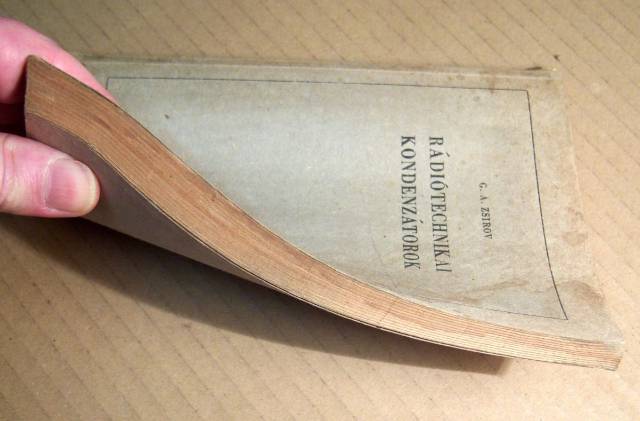 G. A. ZSIROV
RÁDIÓTECHNIKAI
KONDENZÁTOROK